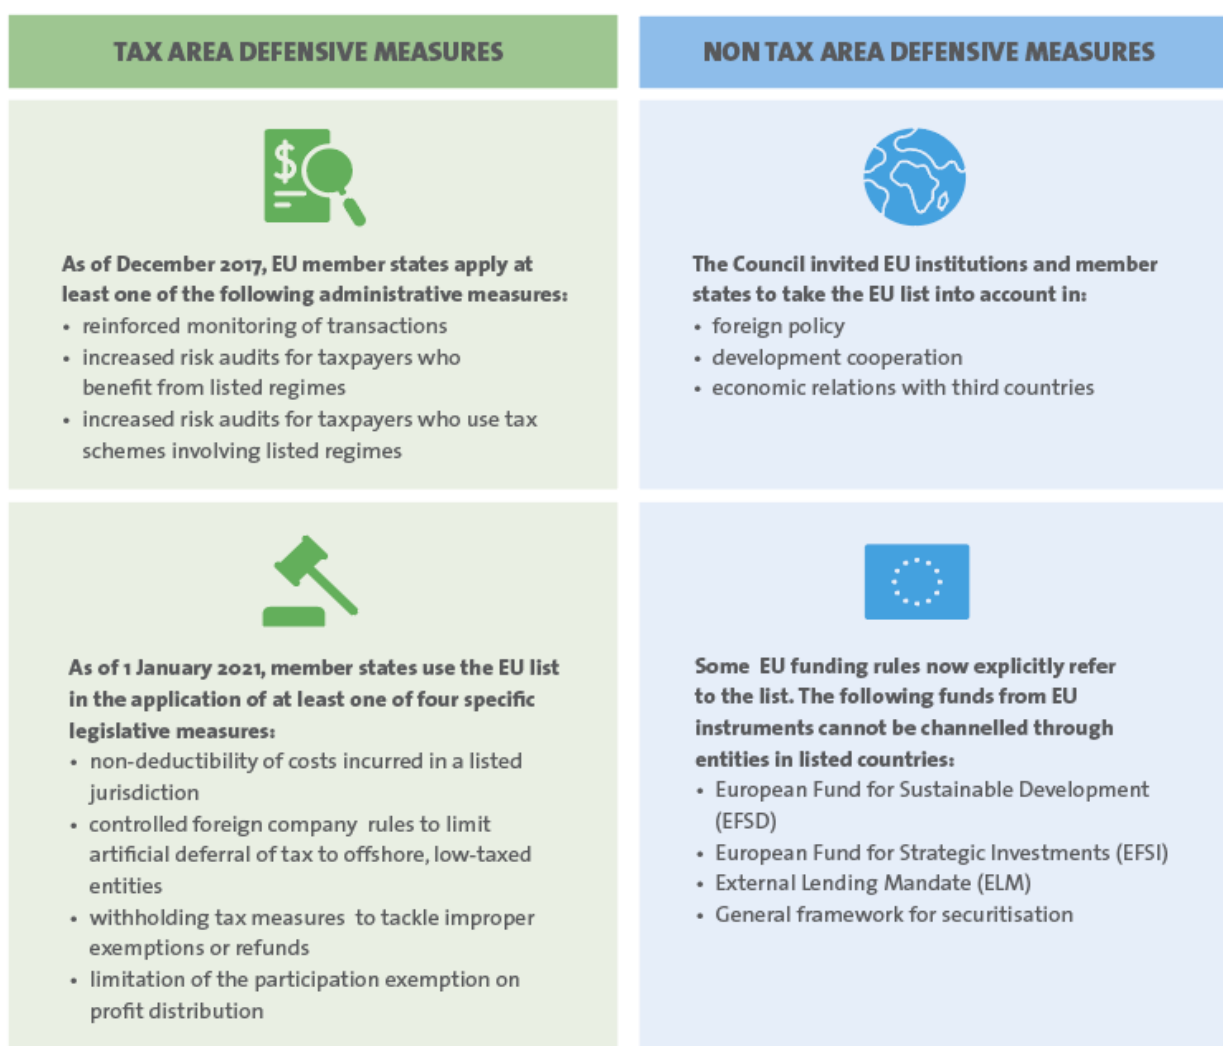 TAX AREA DEFENSIVE MEASURES
NON TAX AREA DEFENSIVE MEASURES
$
As of December 2017, EU member states apply at
least one of the following administrative measures:
• reinforced monitoring of transactions
• increased risk audits for taxpayers who
benefit from listed regimes
• increased risk audits for taxpayers who use tax
schemes involving listed regimes
The Council invited EU institutions and member
states to take the EU list into account in:
• foreign policy
• development cooperation
• economic relations with third countries
As of 1 January 2021, member states use the EU list
in the application of at least one of four specific
legislative measures:
• non-deductibility of costs incurred in a listed
jurisdiction
• controlled foreign company rules to limit
artificial deferral of tax to offshore, low-taxed
entities
• withholding tax measures to tackle improper
exemptions or refunds
• limitation of the participation exemption on
profit distribution
Some EU funding rules now explicitly refer
to the list. The following funds from EU
instruments cannot be channelled through
entities in listed countries:
• European Fund for Sustainable Development
(EFSD)
• European Fund for Strategic Investments (EFSI)
• External Lending Mandate (ELM)
• General framework for securitisation